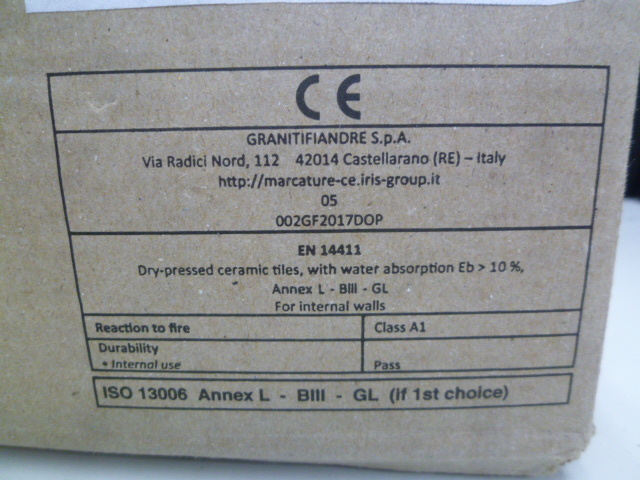 CE
GRANITIFIANDRE S.p.A.
Via Radici Nord, 112 42014 Castellarano (RE) – Italy
http://marcature-ce.iris-group.it
05
002GF2017DOP
EN 14411
Dry-pressed ceramic tiles, with water absorption Eb > 10 %,
Annex L - BIII - GL
For internal walls
Reaction to fire Class A1
Durability
• Internal use Pass
ISO 13006 Annex L - BIII - GL (if 1st choice)